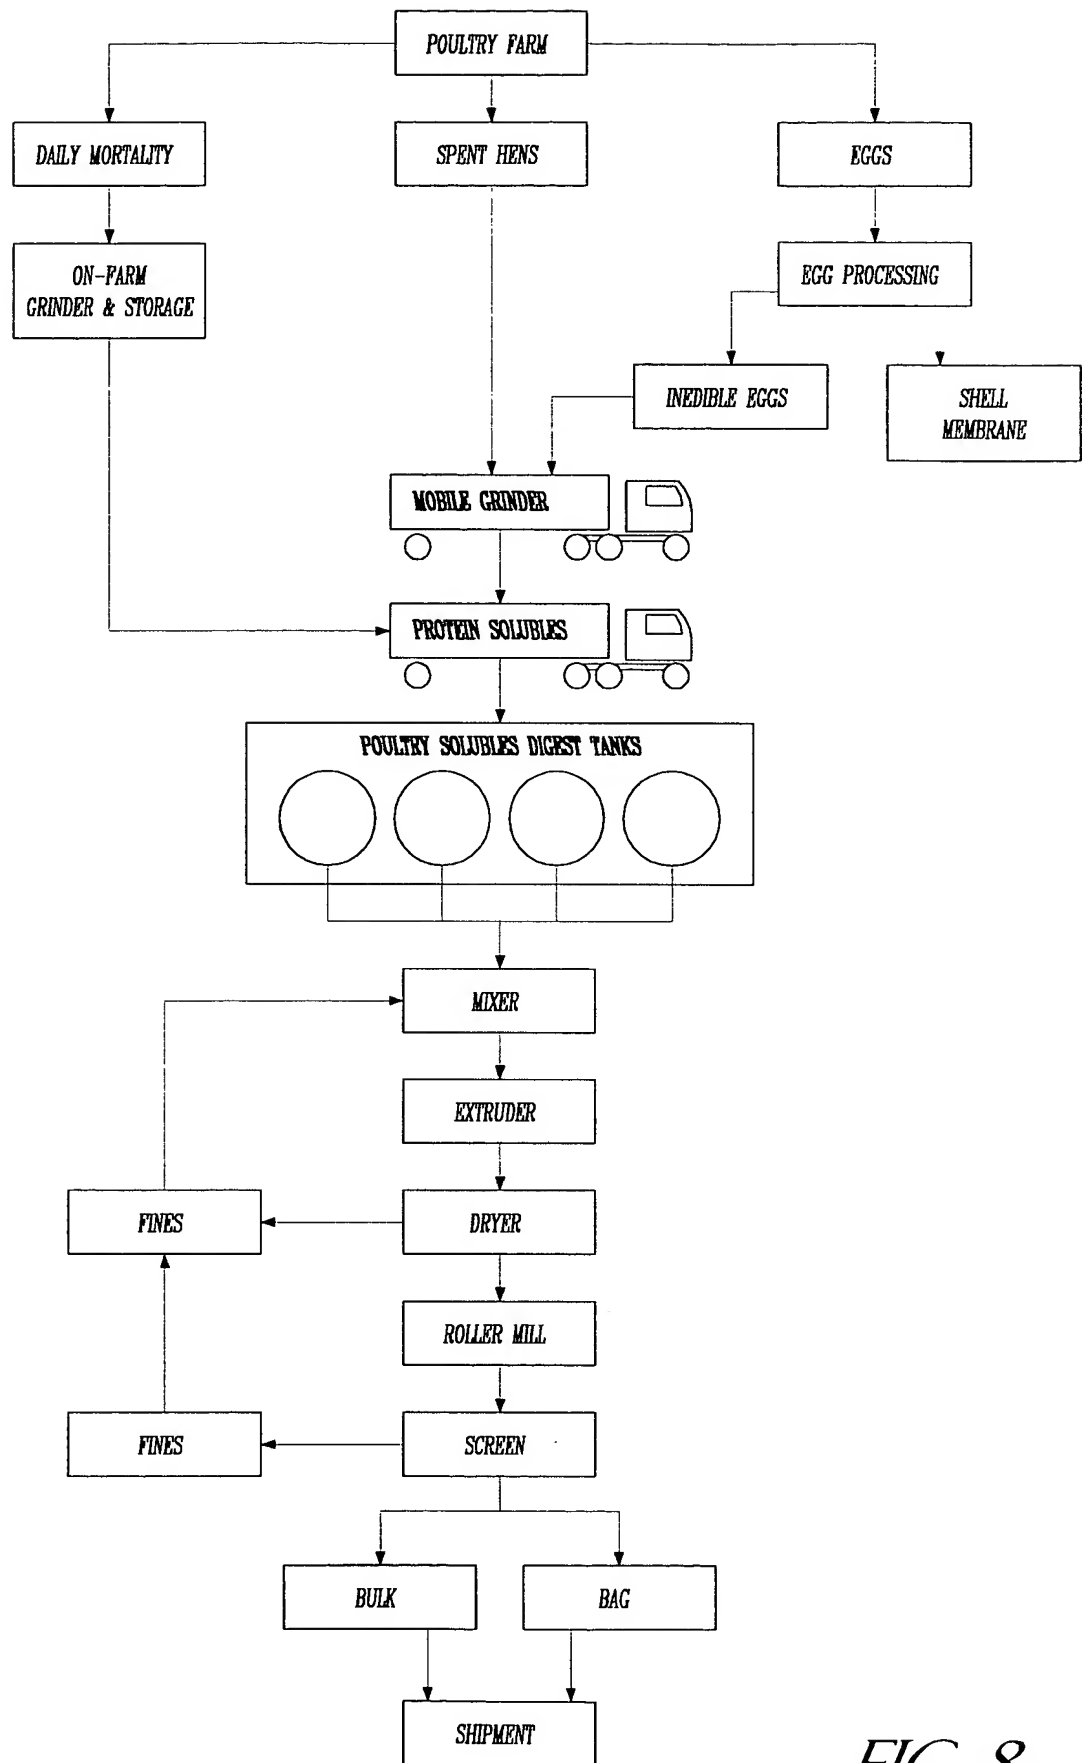 POULTRY FARM
DAILY MORTALITY
SPENT HENS
EGGS
ON-FARM
GRINDER & STORAGE
EGG PROCESSING
INEDIBLE EGGS
SHELL
MEMBRANE
MOBILE GRINDER
PROTEIN SOLUBLES
POULTRY SOLUBLES DIGEST TANKS
MIXER
EXTRUDER
FINES
DRYER
ROLLER MILL
FINES
SCREEN
BULK
BAG
SHIPMENT
FIG. 8